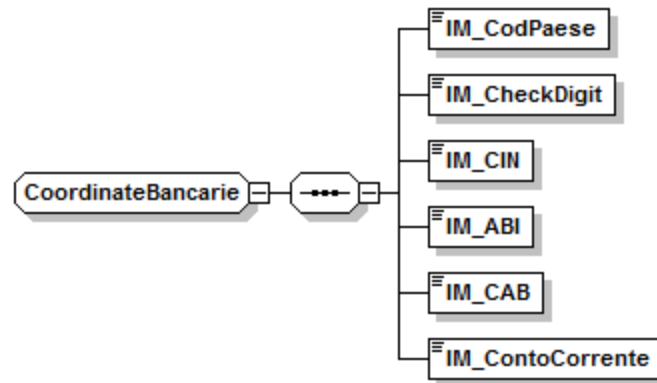 IM_CodPaese
IM_CheckDigit
IM_CIN
CoordinateBancarie
IM_ABI
IM_CAB
IM_ContoCorrente